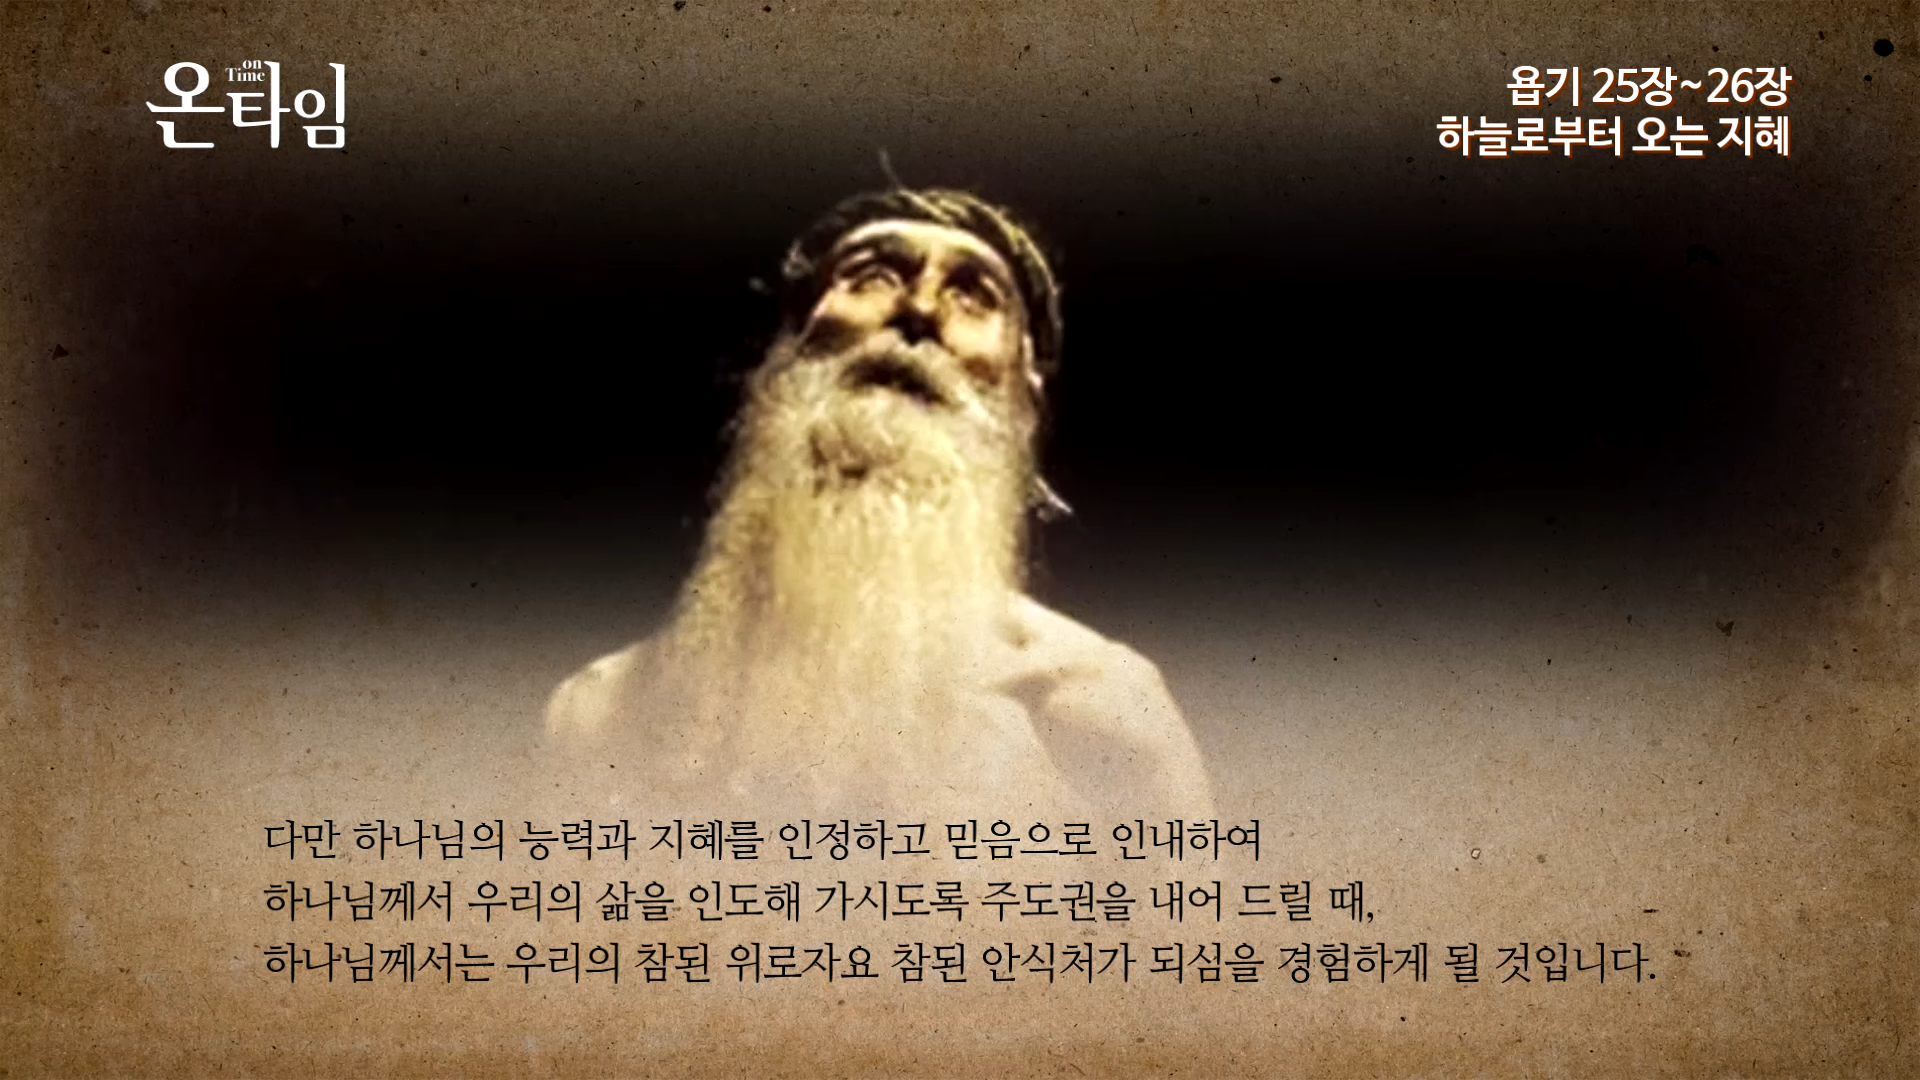 온타임
on
Time
욥기 25장~26장
하늘로부터 오는 지혜
다만 하나님의 능력과 지혜를 인정하고 믿음으로 인내하여
하나님께서 우리의 삶을 인도해 가시도록 주도권을 내어 드릴 때,
하나님께서는 우리의 참된 위로자요 참된 안식처가 되심을 경험하게 될 것입니다.